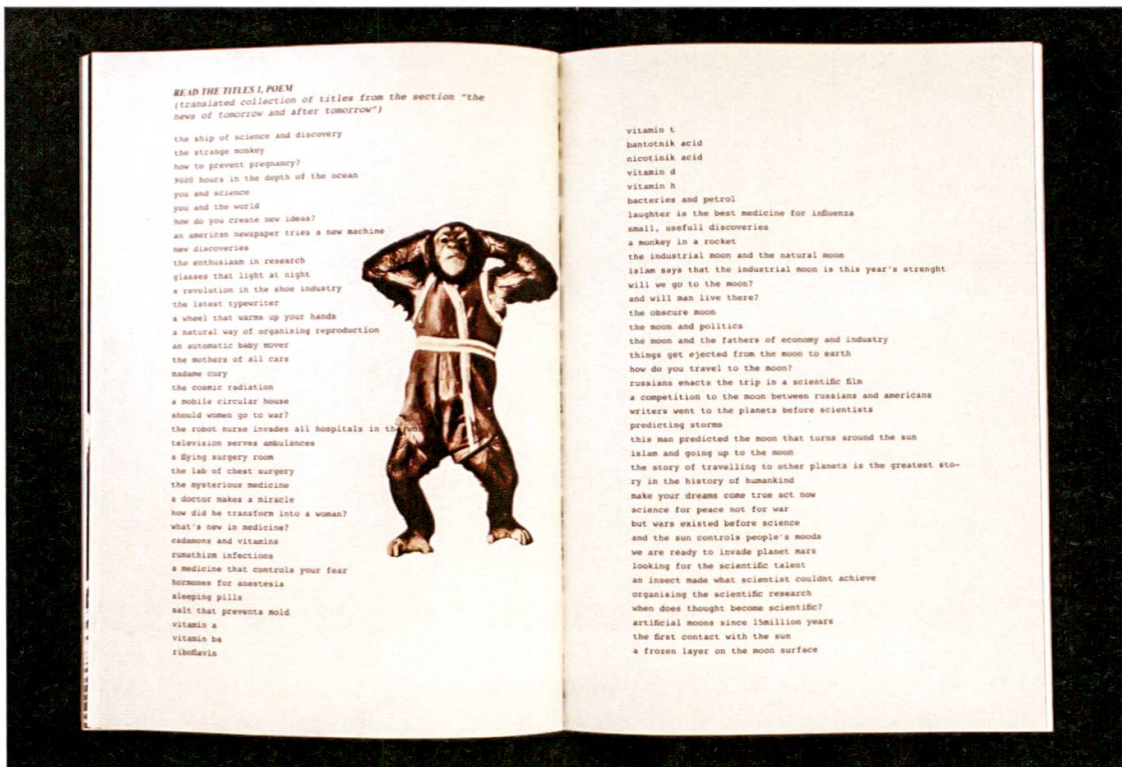 READ THE TITLES 1, POEM
(translated collection of titles from the section "the
news of tomorrow and after tomorrow")
the ship of science and discovery
the strange monkey
how to prevent pregnancy?
9000 hours in the depth of the ocean
you and science
you and the world
how do you create new ideas?
an american newspaper tries a new machine
new discoveries
the enthusiasm in research
glasses that light at night
a revolution in the shoe industry
the latest typewriter
a wheel that warms up your hands
a natural way of organising reproduction
an automatic baby mover
the mothers of all cars
madame cury
the cosmic radiation
a mobile circular house
should women go to war?
the robot nurse invades all hospitals in the
television serves ambulances
a flying surgery room
the lab of chest surgery
the mysterious medicine
a doctor makes a miracle
how did he transform into a woman?
what's new in medicine?
cadamons and vitamins
rumathizm infections
a medicine that controls your fear
hormones for anestesia
sleeping pills
salt that prevents mold
vitamin a
vitamin ba
riboflavin
vitamin t
bantotnik acid
nicotinik acid
vitamin d
vitamin h
bacteries and petrol
laughter is the best medicine for influenza
small, usefull discoveries
a monkey in a rocket
the industrial moon and the natural moon
islam says that the industrial moon is this year's strenght
will we go to the moon?
and will man live there?
the obscure moon
the moon and politics
the moon and the fathers of economy and industry
things get ejected from the moon to earth
how do you travel to the moon?
russians enacts the trip in a scientific film
a competition to the moon between russians and americans
writers went to the planets before scientists
predicting storms
this man predicted the moon that turns around the sun
islam and going up to the moon
the story of travelling to other planets is the greatest sto-
ry in the history of humankind
make your dreams come true act now
science for peace not for war
but wars existed before science
and the sun controls people's moods
we are ready to invade planet mars
looking for the scientific talent
an insect made what scientist couldnt achieve
organising the scientific research
when does thought become scientific?
artificial moons since 15million years
the first contact with the sun
a frozen layer on the moon surface